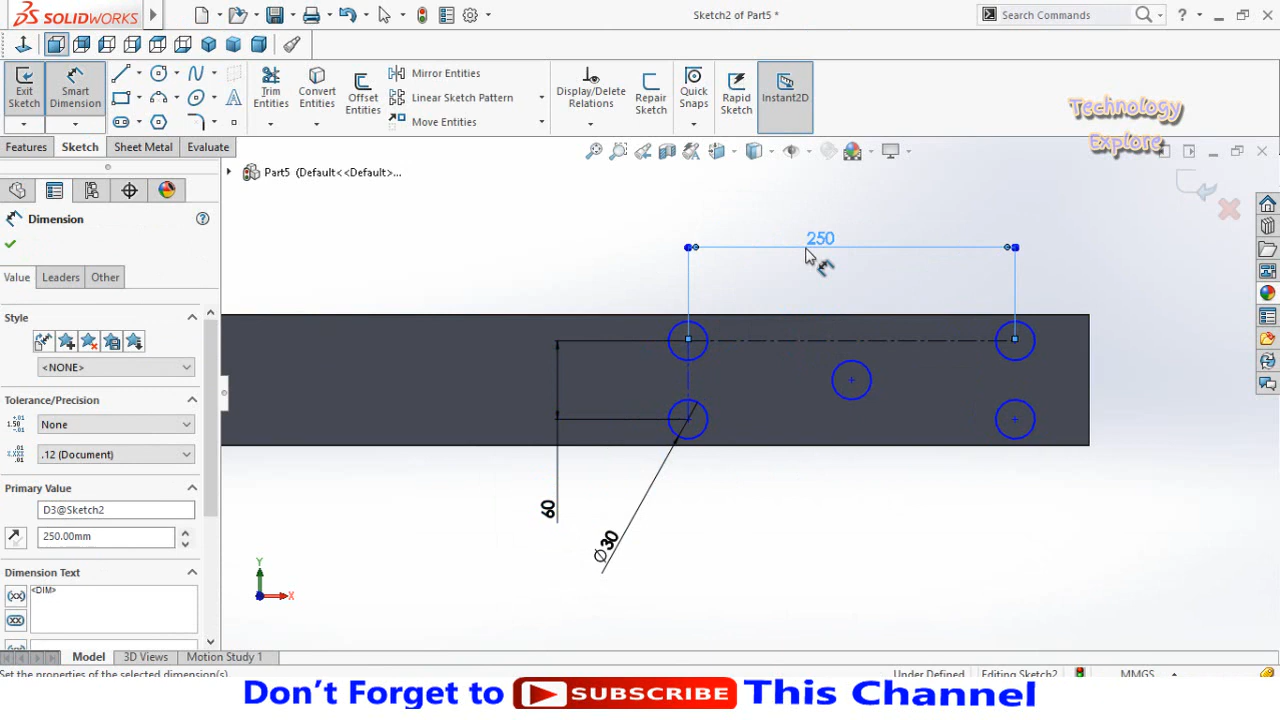 SOLIDWORKS
Sketch2 of Part5 *
Search Commands
?
Exit Sketch
Smart Dimension
Trim Entities
Convert Entities
Offset Entities
Mirror Entities
Linear Sketch Pattern
Move Entities
Display/Delete Relations
Repair Sketch
Quick Snaps
Rapid Sketch
Instant2D
Technology
Explore
Features
Sketch
Sheet Metal
Evaluate
Part5 (Default<<Default>...
Dimension
Value
Leaders
Other
Style
<NONE>
Tolerance/Precision
None
.12 (Document)
Primary Value
D3@Sketch2
250.00mm
Dimension Text
<DIM>
250
60
Ø30
Y
X
Model
3D Views
Motion Study 1
Set the properties of the selected dimension(s)
Under Defined
Editing Sketch2
MMGS
Don't Forget to SUBSCRIBE This Channel